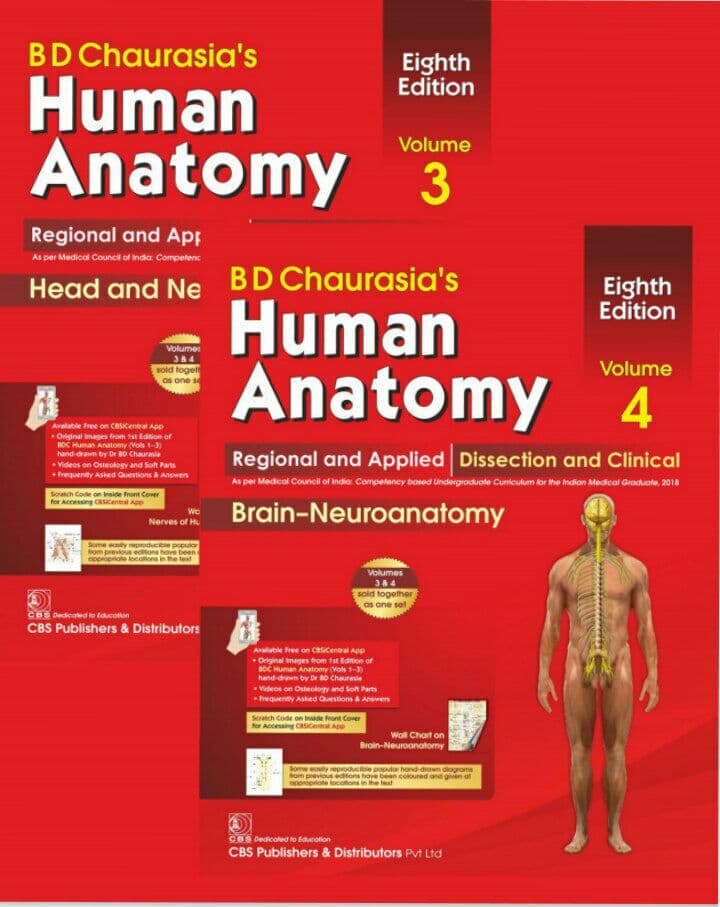 B D Chaurasia's
Human
Anatomy
Eighth
Edition
Volume
3
Regional and App
As per Medical Council of India: Competenc
Head and Ne
Volumes
3 & 4
sold togeth
as one se
Available Free on CBSiCentral App
• Original Images from 1st Edition of
BDC Human Anatomy (Vols 1–3)
hand-drawn by Dr BD Chaurasia
• Videos on Osteology and Soft Parts
• Frequently Asked Questions & Answers
Scratch Code on Inside Front Cover
for Accessing CBSiCentral App
Wa
Nerves of Hu
Some easily reproducible popular
from previous editions have been
appropriate locations in the text
CBS Dedicated to Education
CBS Publishers & Distributors
B D Chaurasia's
Human
Anatomy
Eighth
Edition
Volume
4
Regional and Applied | Dissection and Clinical
As per Medical Council of India: Competency based Undergraduate Curriculum for the Indian Medical Graduate, 2018
Brain–Neuroanatomy
Volumes
3 & 4
sold together
as one set
Available Free on CBSiCentral App
• Original Images from 1st Edition of
BDC Human Anatomy (Vols 1–3)
hand-drawn by Dr BD Chaurasia
• Videos on Osteology and Soft Parts
• Frequently Asked Questions & Answers
Scratch Code on Inside Front Cover
for Accessing CBSiCentral App
Wall Chart on
Brain–Neuroanatomy
Some easily reproducible popular hand-drawn diagrams
from previous editions have been coloured and given at
appropriate locations in the text
CBS Dedicated to Education
CBS Publishers & Distributors Pvt Ltd